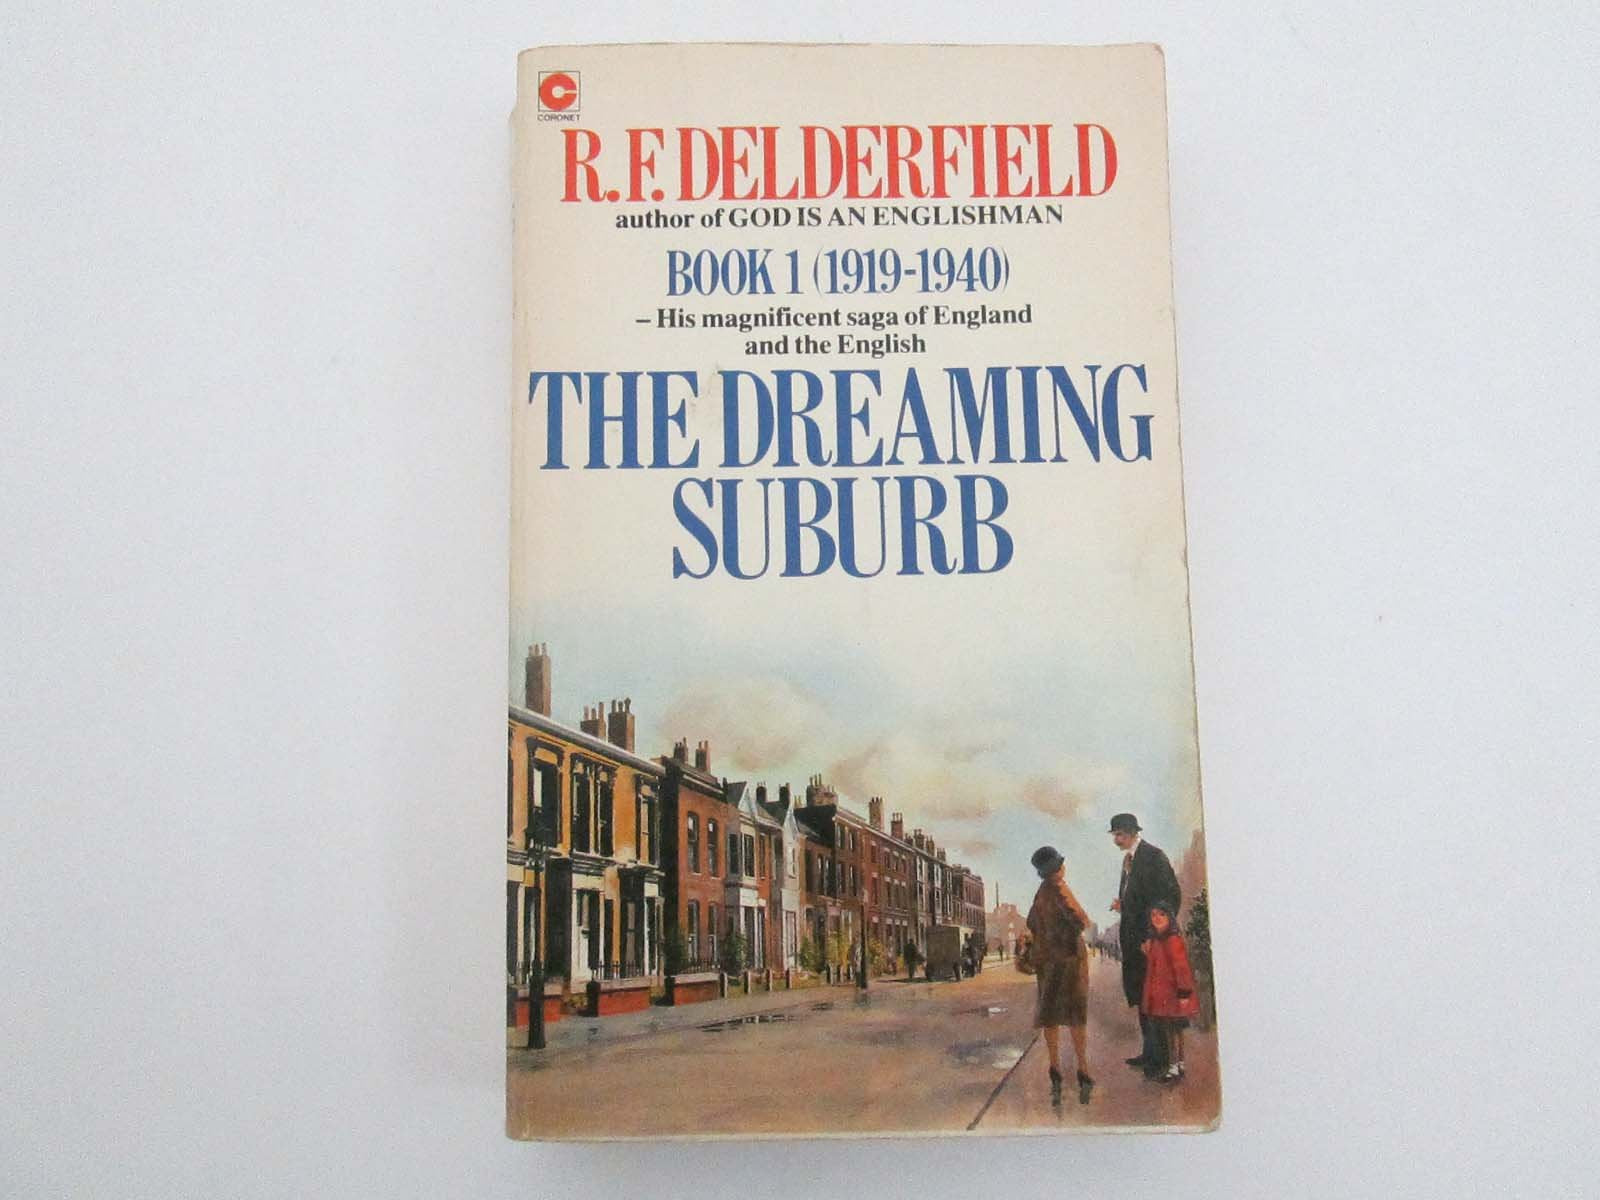 CORONET
R.F. DELDERFIELD
author of GOD IS AN ENGLISHMAN
BOOK 1 (1919-1940)
– His magnificent saga of England
and the English
THE DREAMING
SUBURB